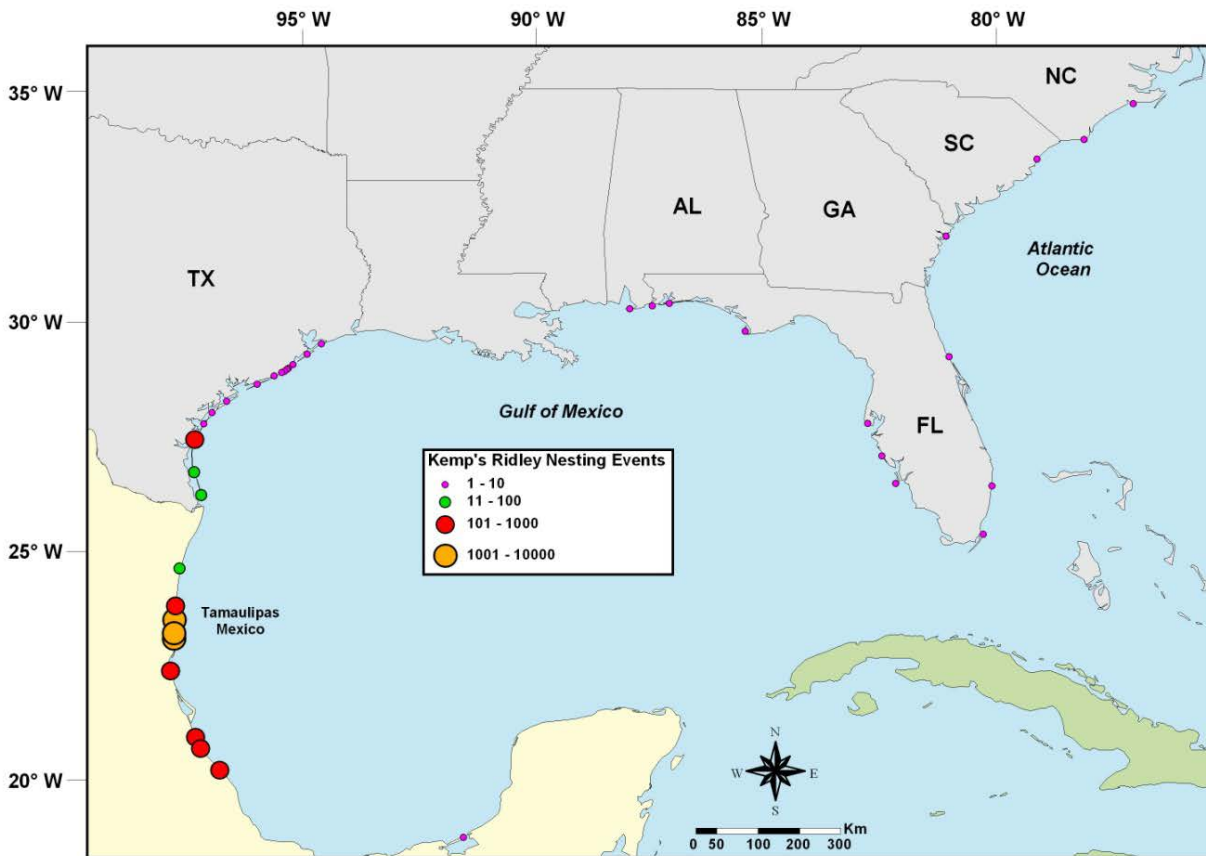 95° W 90° W 85° W 80° W
35° W
NC
SC
AL GA
Atlantic
Ocean
TX
30° W
Gulf of Mexico
FL
Kemp's Ridley Nesting Events
1 - 10
11 - 100
101 - 1000
1001 - 10000
25° W
Tamaulipas
Mexico
20° W
N
W E
S
Km
0 50 100 200 300